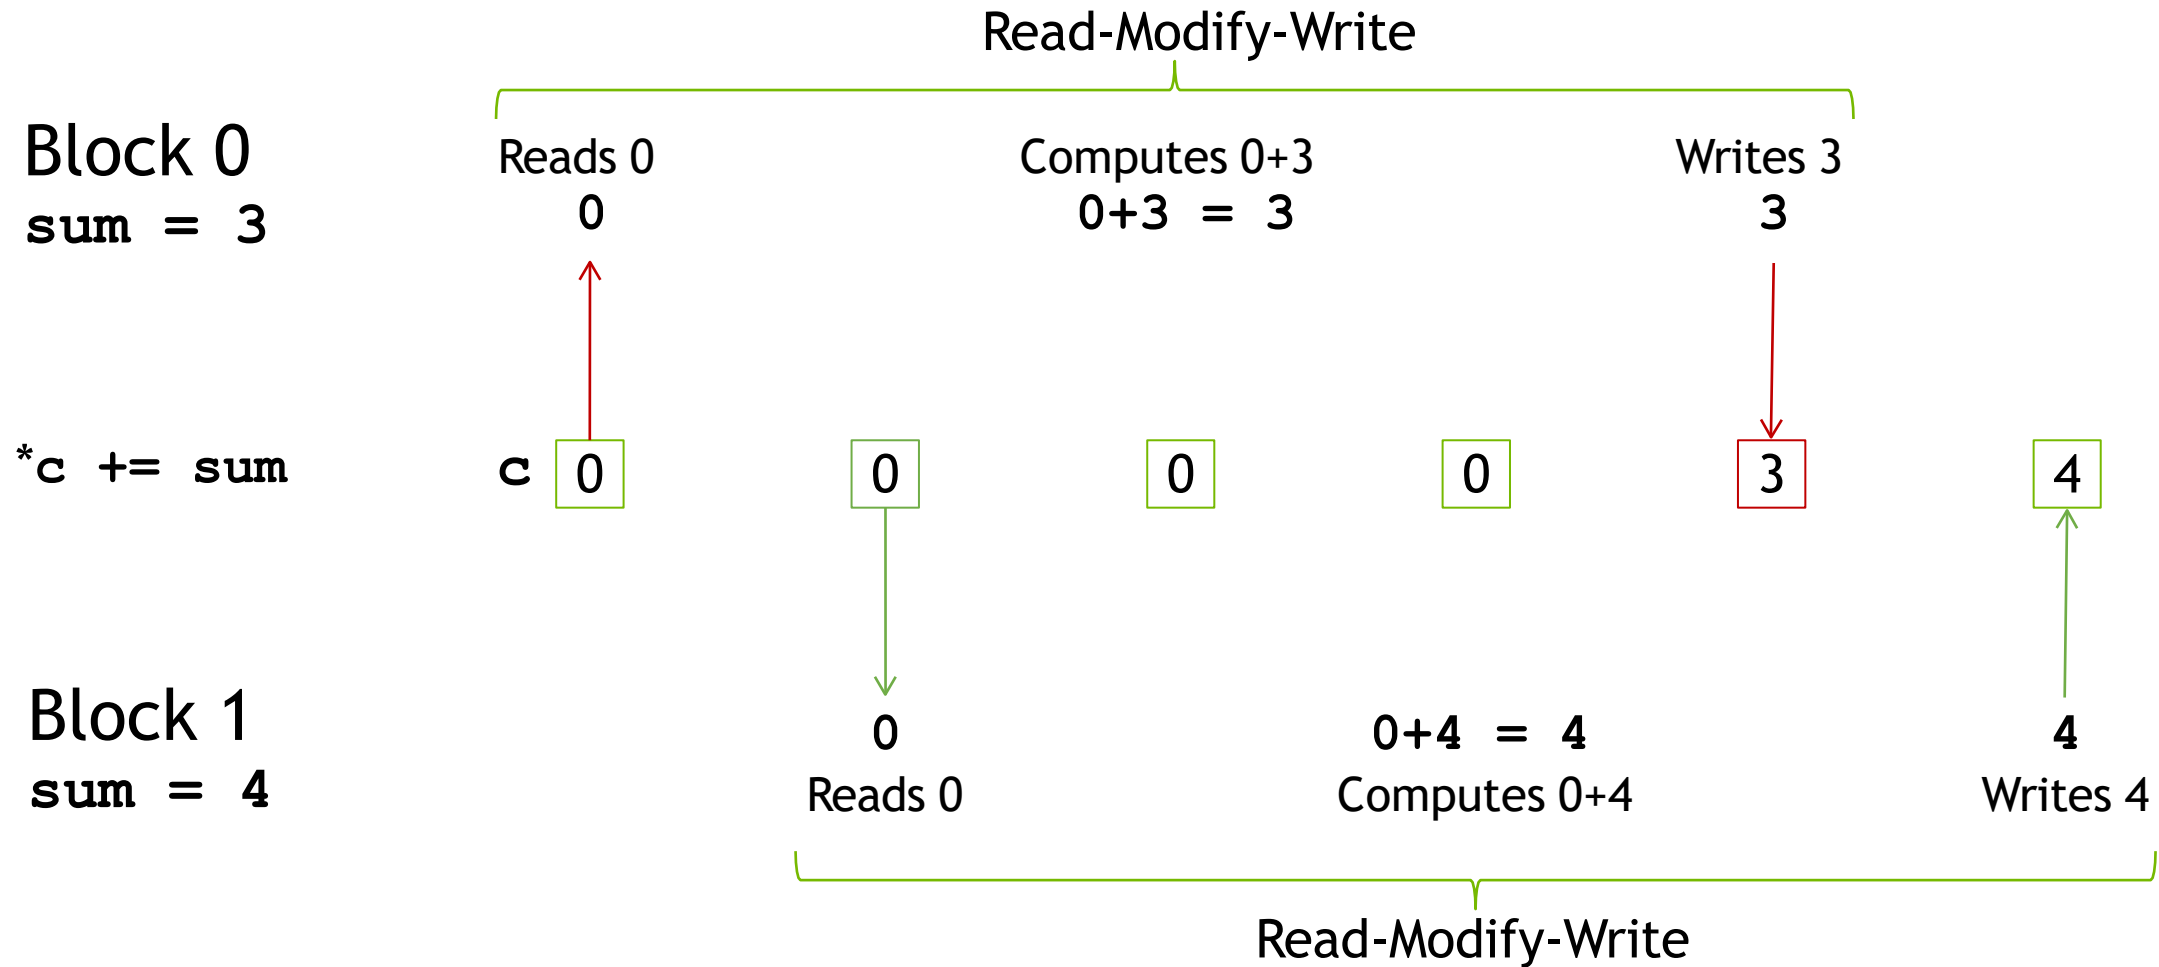 Read-Modify-Write
Block 0
sum = 3
Reads 0
0
Computes 0+3
0+3 = 3
Writes 3
3
*c += sum
c 0 0 0 0 3 4
Block 1
sum = 4
0
Reads 0
0+4 = 4
Computes 0+4
4
Writes 4
Read-Modify-Write